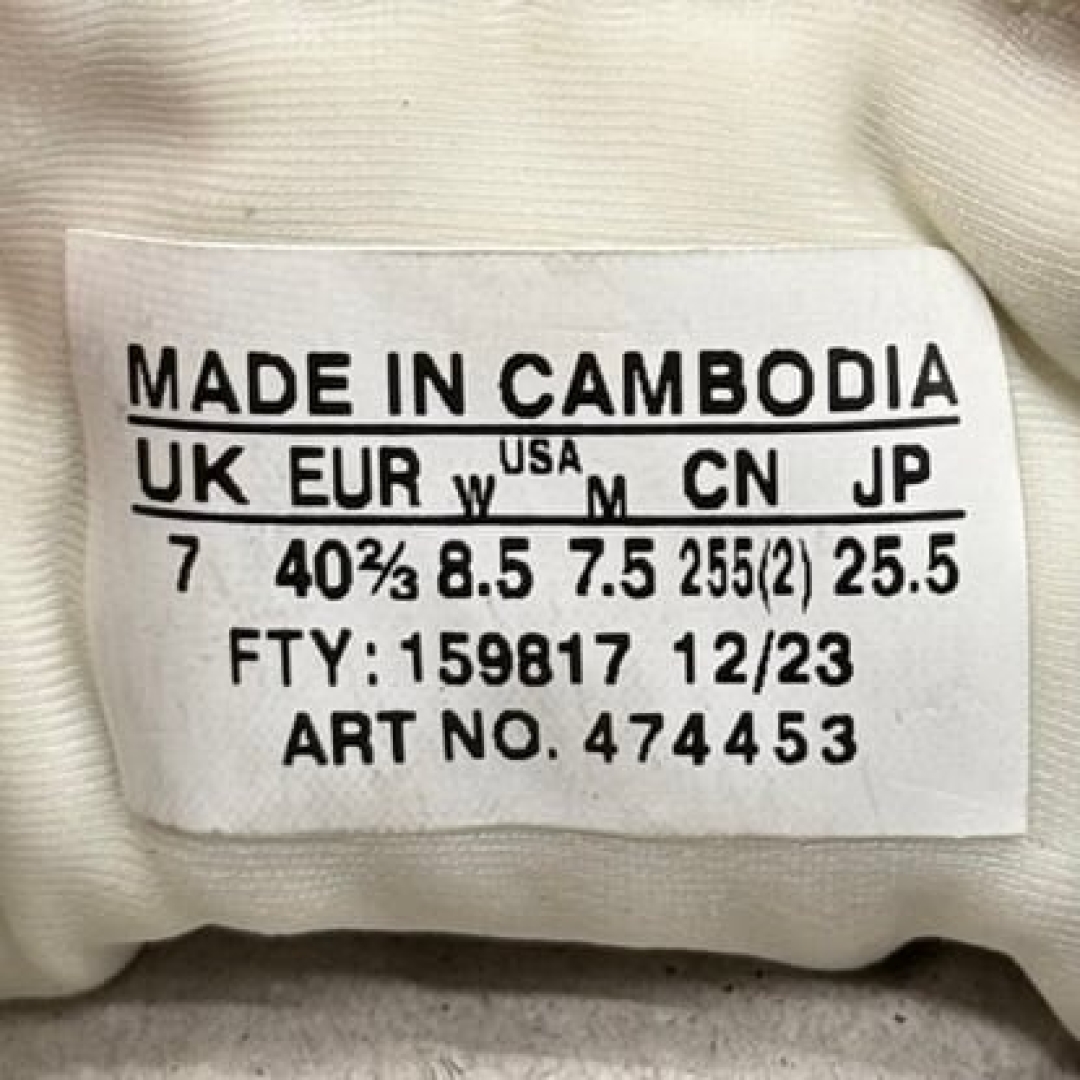 MADE IN CAMBODIA
UK EUR W USA M CN JP
7 40⅔ 8.5 7.5 255(2) 25.5
FTY: 159817 12/23
ART NO. 474453